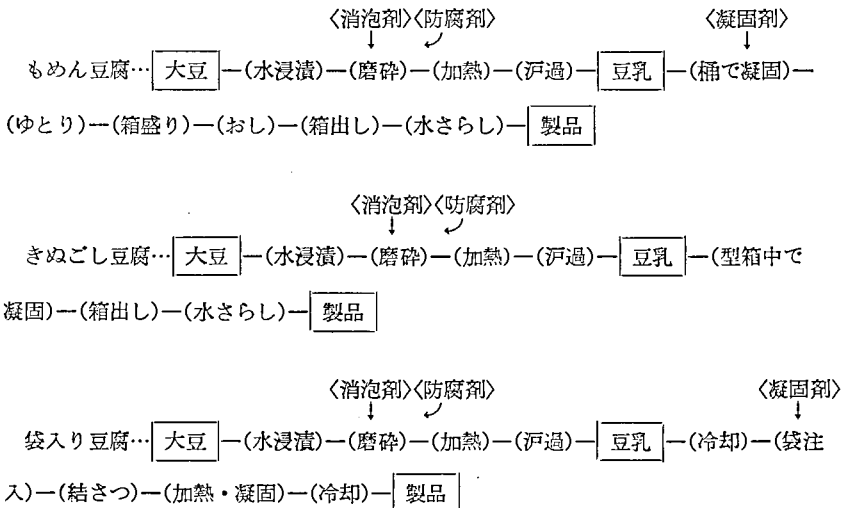 〈消泡剤〉〈防腐剤〉 〈凝固剤〉
もめん豆腐…大豆—(水浸漬)—(磨砕)—(加熱)—(沪過)—豆乳—(桶で凝固)—
(ゆとり)—(箱盛り)—(おし)—(箱出し)—(水さらし)—製品
〈消泡剤〉〈防腐剤〉
きぬごし豆腐…大豆—(水浸漬)—(磨砕)—(加熱)—(沪過)—豆乳—(型箱中で
凝固)—(箱出し)—(水さらし)—製品
〈消泡剤〉〈防腐剤〉 〈凝固剤〉
袋入り豆腐…大豆—(水浸漬)—(磨砕)—(加熱)—(沪過)—豆乳—(冷却)—(袋注
入)—(結さつ)—(加熱・凝固)—(冷却)—製品